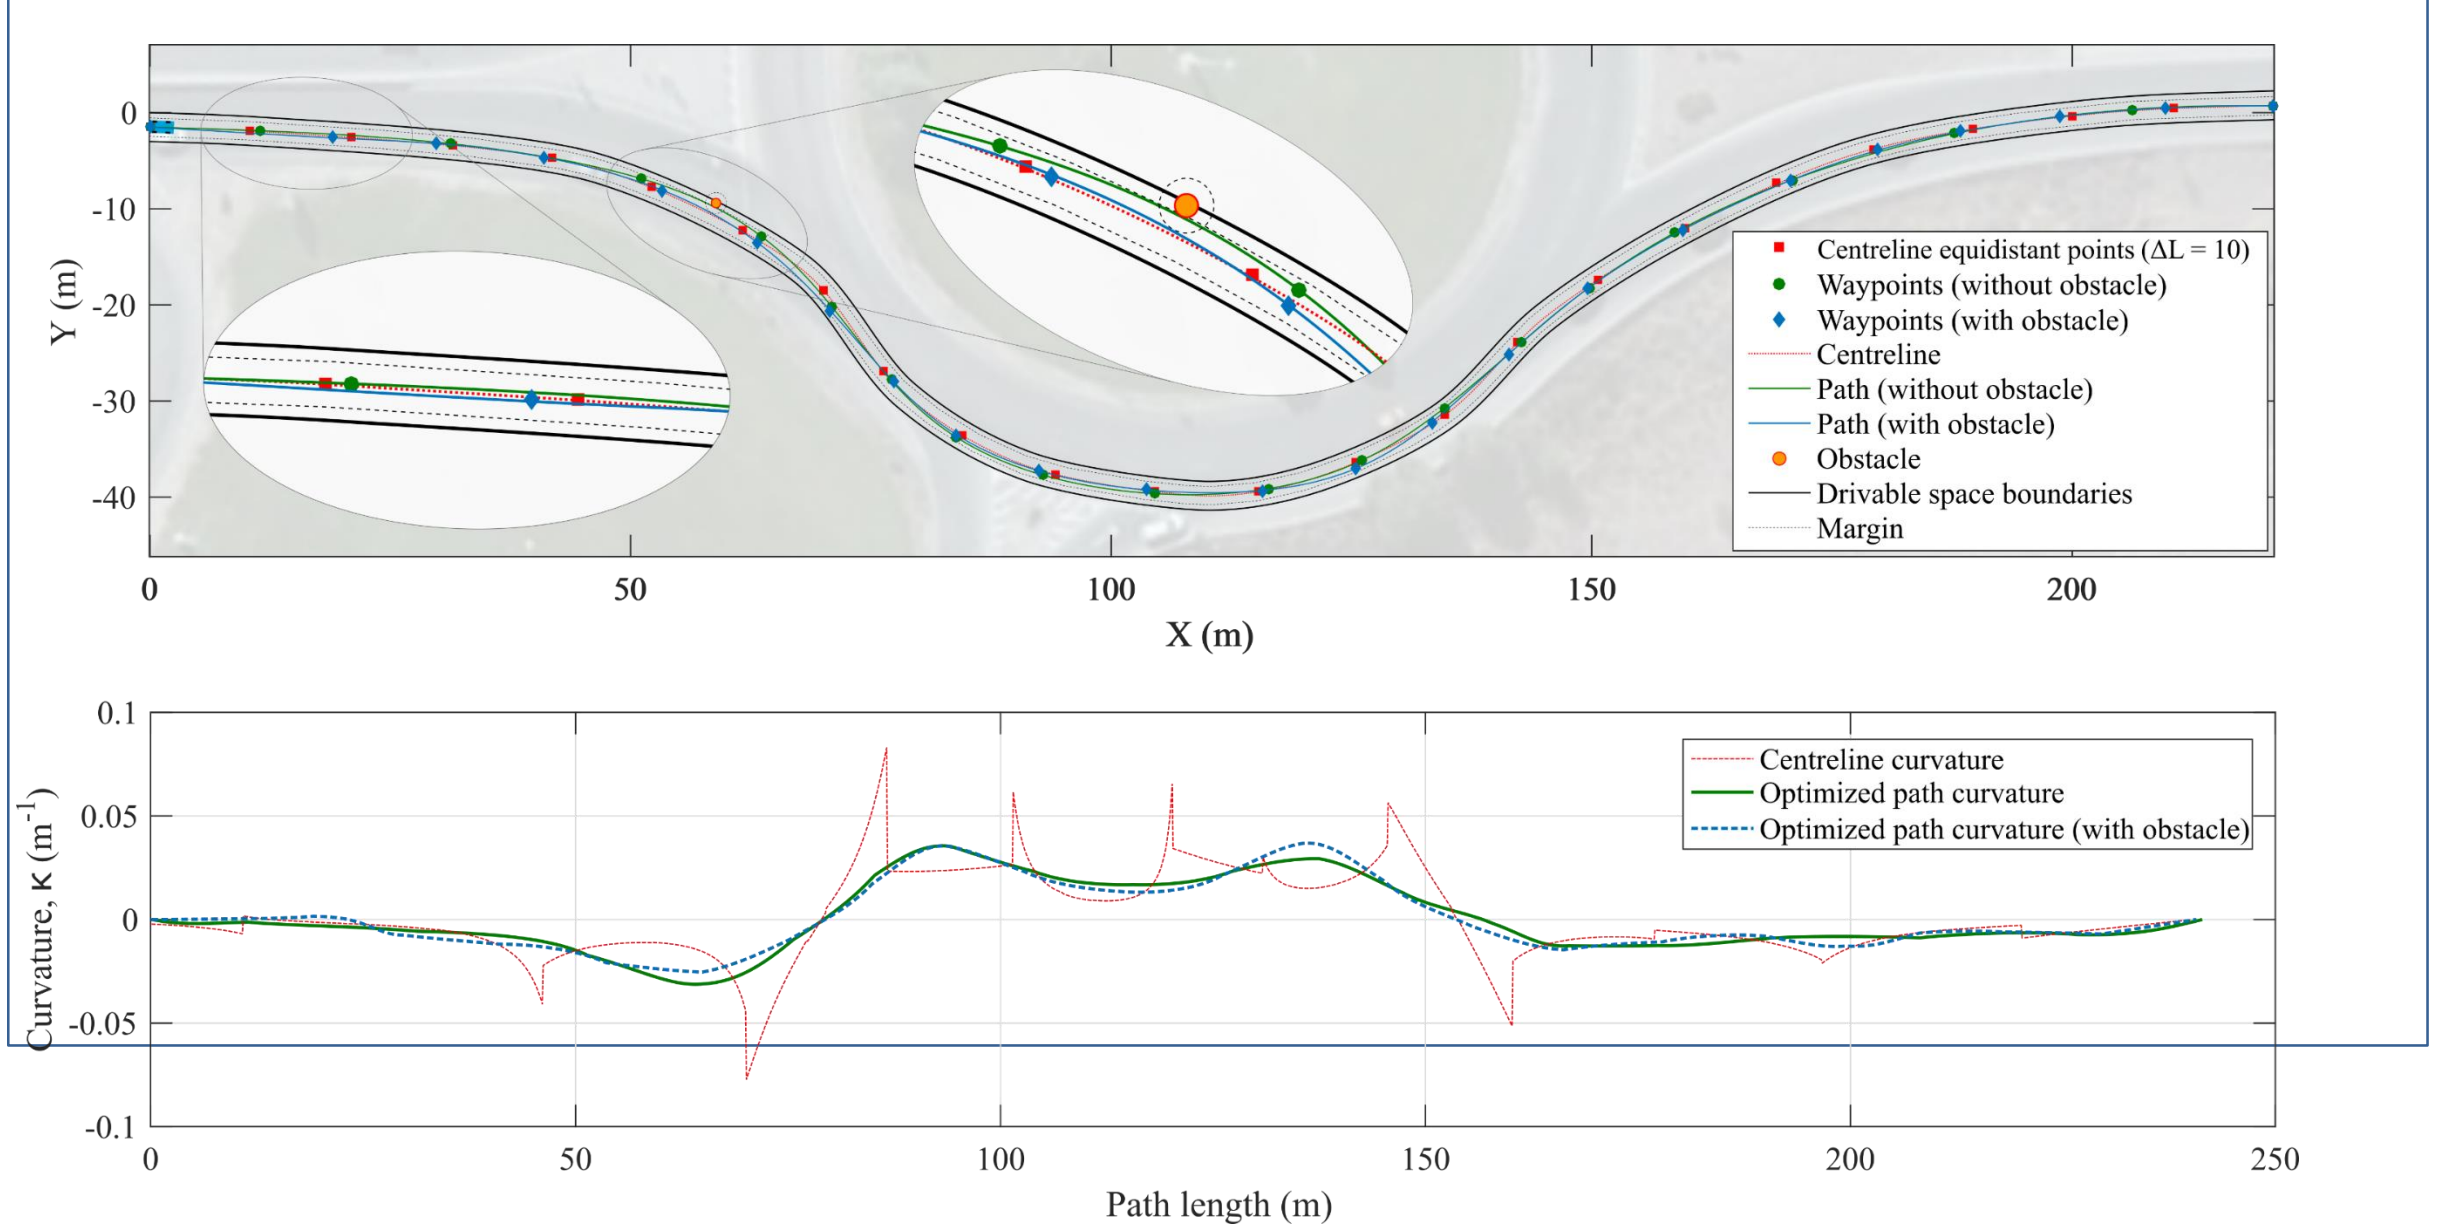 0
-10
-20
-30
-40
Y (m)
0
50
100
150
200
X (m)
Centreline equidistant points (ΔL = 10)
Waypoints (without obstacle)
Waypoints (with obstacle)
Centreline
Path (without obstacle)
Path (with obstacle)
Obstacle
Drivable space boundaries
Margin
0.1
0.05
0
-0.05
-0.1
Curvature, κ (m⁻¹)
Centreline curvature
Optimized path curvature
Optimized path curvature (with obstacle)
0
50
100
150
200
250
Path length (m)